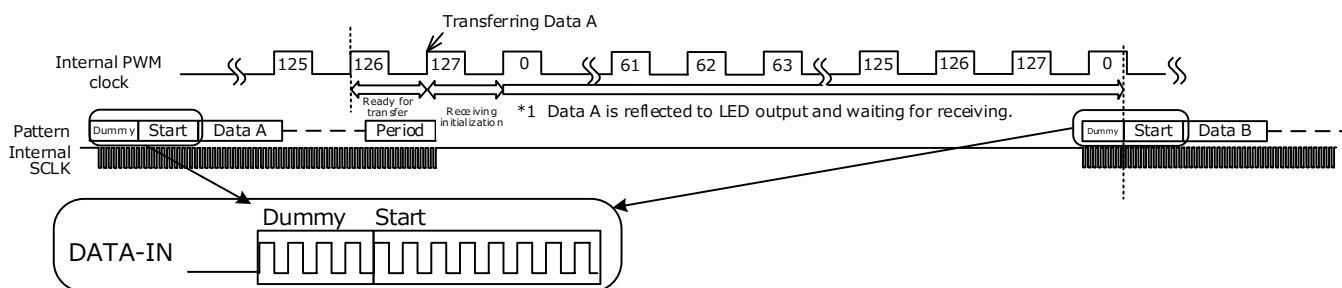 Transferring Data A
Internal PWM
clock
125
126
127
0
61
62
63
125
126
127
0
Ready for
transfer
Receiving
initialization
*1 Data A is reflected to LED output and waiting for receiving.
Pattern
Dummy
Start
Data A
Period
Dummy
Start
Data B
Internal
SCLK
Dummy
Start
DATA-IN